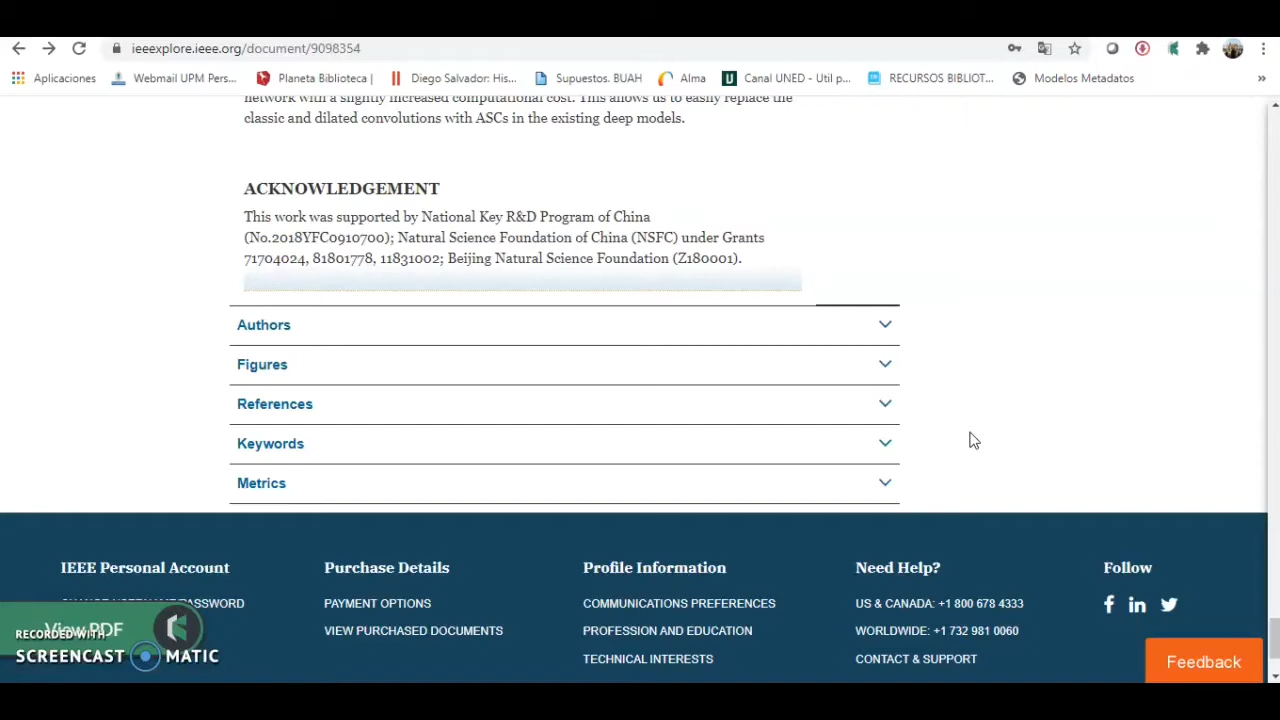 ieeexplore.ieee.org/document/9098354
Aplicaciones
Webmail UPM Pers...
Planeta Biblioteca |
Diego Salvador: His...
Supuestos. BUAH
Alma
Canal UNED - Util p...
RECURSOS BIBLIOT...
Modelos Metadatos
»
network with a slightly increased computational cost. This allows us to easily replace the
classic and dilated convolutions with ASCs in the existing deep models.
ACKNOWLEDGEMENT
This work was supported by National Key R&D Program of China
(No.2018YFC0910700); Natural Science Foundation of China (NSFC) under Grants
71704024, 81801778, 11831002; Beijing Natural Science Foundation (Z180001).
Authors
Figures
References
Keywords
Metrics
IEEE Personal Account
PASSWORD
Purchase Details
PAYMENT OPTIONS
VIEW PURCHASED DOCUMENTS
Profile Information
COMMUNICATIONS PREFERENCES
PROFESSION AND EDUCATION
TECHNICAL INTERESTS
Need Help?
US & CANADA: +1 800 678 4333
WORLDWIDE: +1 732 981 0060
CONTACT & SUPPORT
Follow
View PDF
RECORDED WITH
SCREENCAST MATIC
Feedback